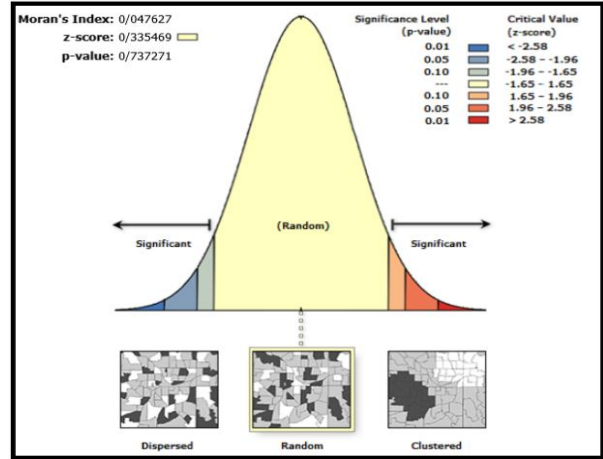 Moran's Index: 0/047627
z-score: 0/335469
p-value: 0/737271
Significance Level Critical Value
(p-value) (z-score)
0.01 < -2.58
0.05 -2.58 - -1.96
0.10 -1.96 - -1.65
--- -1.65 - 1.65
0.10 1.65 - 1.96
0.05 1.96 - 2.58
0.01 > 2.58
Significant (Random) Significant
Dispersed Random Clustered